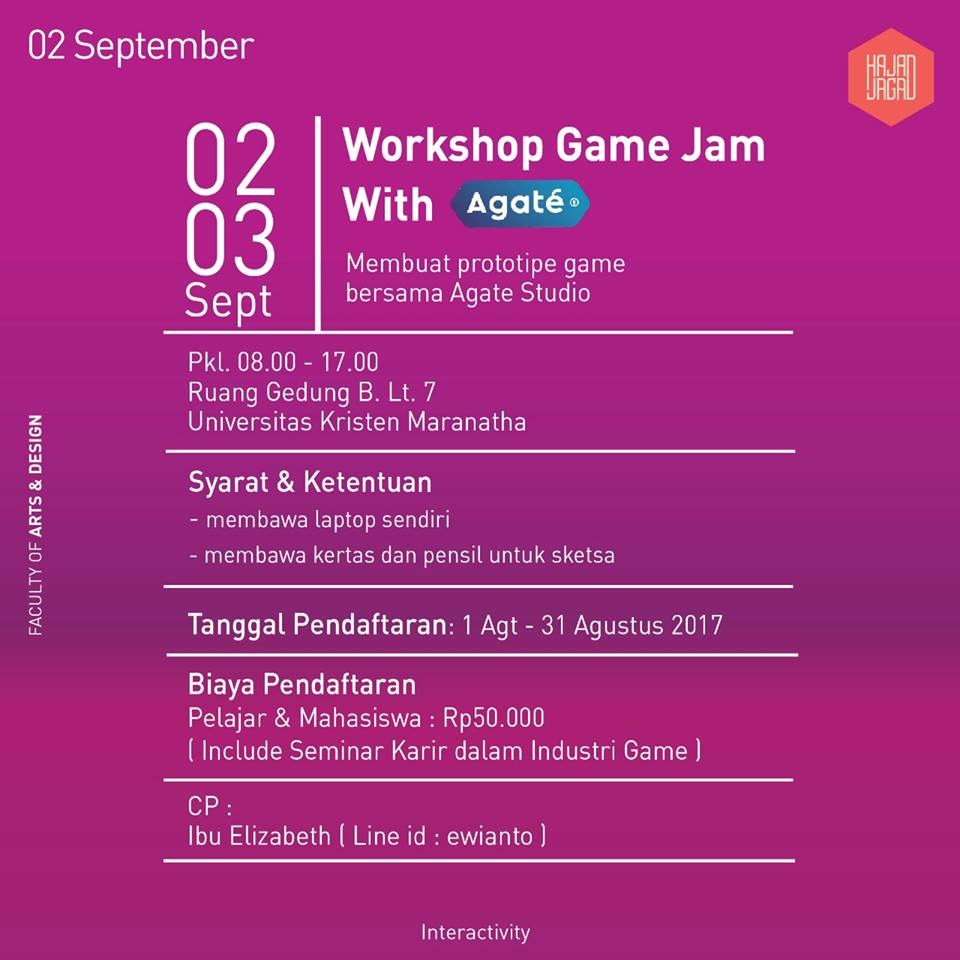 02 September
HAJAD
JAGAD
02
03
Sept
Workshop Game Jam
With Agaté ®
Membuat prototipe game
bersama Agate Studio
Pkl. 08.00 - 17.00
Ruang Gedung B. Lt. 7
Universitas Kristen Maranatha
Syarat & Ketentuan
- membawa laptop sendiri
- membawa kertas dan pensil untuk sketsa
Tanggal Pendaftaran: 1 Agt - 31 Agustus 2017
Biaya Pendaftaran
Pelajar & Mahasiswa : Rp50.000
( Include Seminar Karir dalam Industri Game )
CP :
Ibu Elizabeth ( Line id : ewianto )
FACULTY OF ARTS & DESIGN
Interactivity